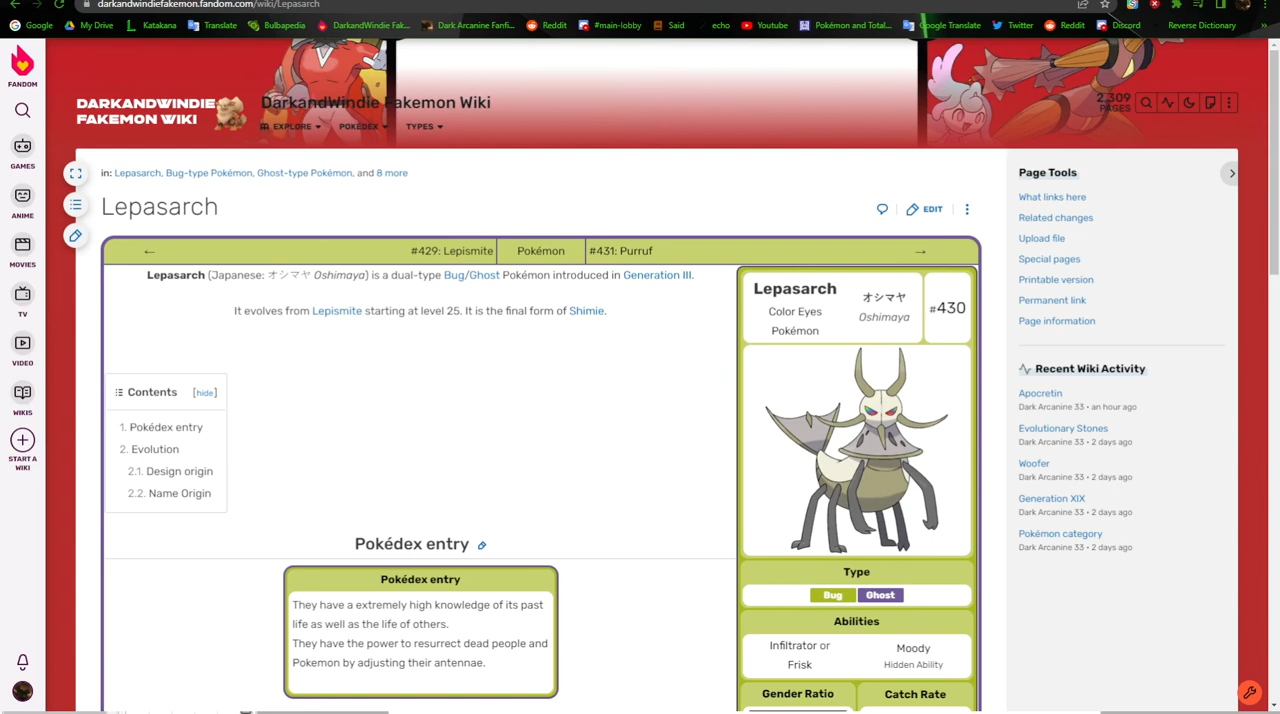 darkandwindiefakemon.fandom.com/wiki/Lepasarch
Google My Drive Katakana Translate Bulbapedia DarkandWindie Fak... Dark Arcanine Fanfi... Reddit #main-lobby Said echo YouTube Pokémon and Total... Google Translate Twitter Reddit Discord Reverse Dictionary »
FANDOM
GAMES
ANIME
MOVIES
TV
VIDEO
WIKIS
START A
WIKI
DARKANDWINDIE
FAKEMON WIKI
DarkandWindie Fakemon Wiki
EXPLORE POKÉDEX TYPES
2,309
PAGES
in: Lepasarch, Bug-type Pokémon, Ghost-type Pokémon, and 8 more
Lepasarch
EDIT
← #429: Lepismite Pokémon #431: Purruf →
Lepasarch (Japanese: オシマヤ Oshimaya) is a dual-type Bug/Ghost Pokémon introduced in Generation III.
It evolves from Lepismite starting at level 25. It is the final form of Shimie.
Contents [hide]
1. Pokédex entry
2. Evolution
2.1. Design origin
2.2. Name Origin
Pokédex entry
Pokédex entry
They have a extremely high knowledge of its past
life as well as the life of others.
They have the power to resurrect dead people and
Pokemon by adjusting their antennae.
Lepasarch
Color Eyes
Pokémon
オシマヤ
Oshimaya
#430
Type
Bug Ghost
Abilities
Infiltrator or
Frisk
Moody
Hidden Ability
Gender Ratio Catch Rate
Page Tools
What links here
Related changes
Upload file
Special pages
Printable version
Permanent link
Page information
Recent Wiki Activity
Apocretin
Dark Arcanine 33 • an hour ago
Evolutionary Stones
Dark Arcanine 33 • 2 days ago
Woofer
Dark Arcanine 33 • 2 days ago
Generation XIX
Dark Arcanine 33 • 2 days ago
Pokémon category
Dark Arcanine 33 • 2 days ago